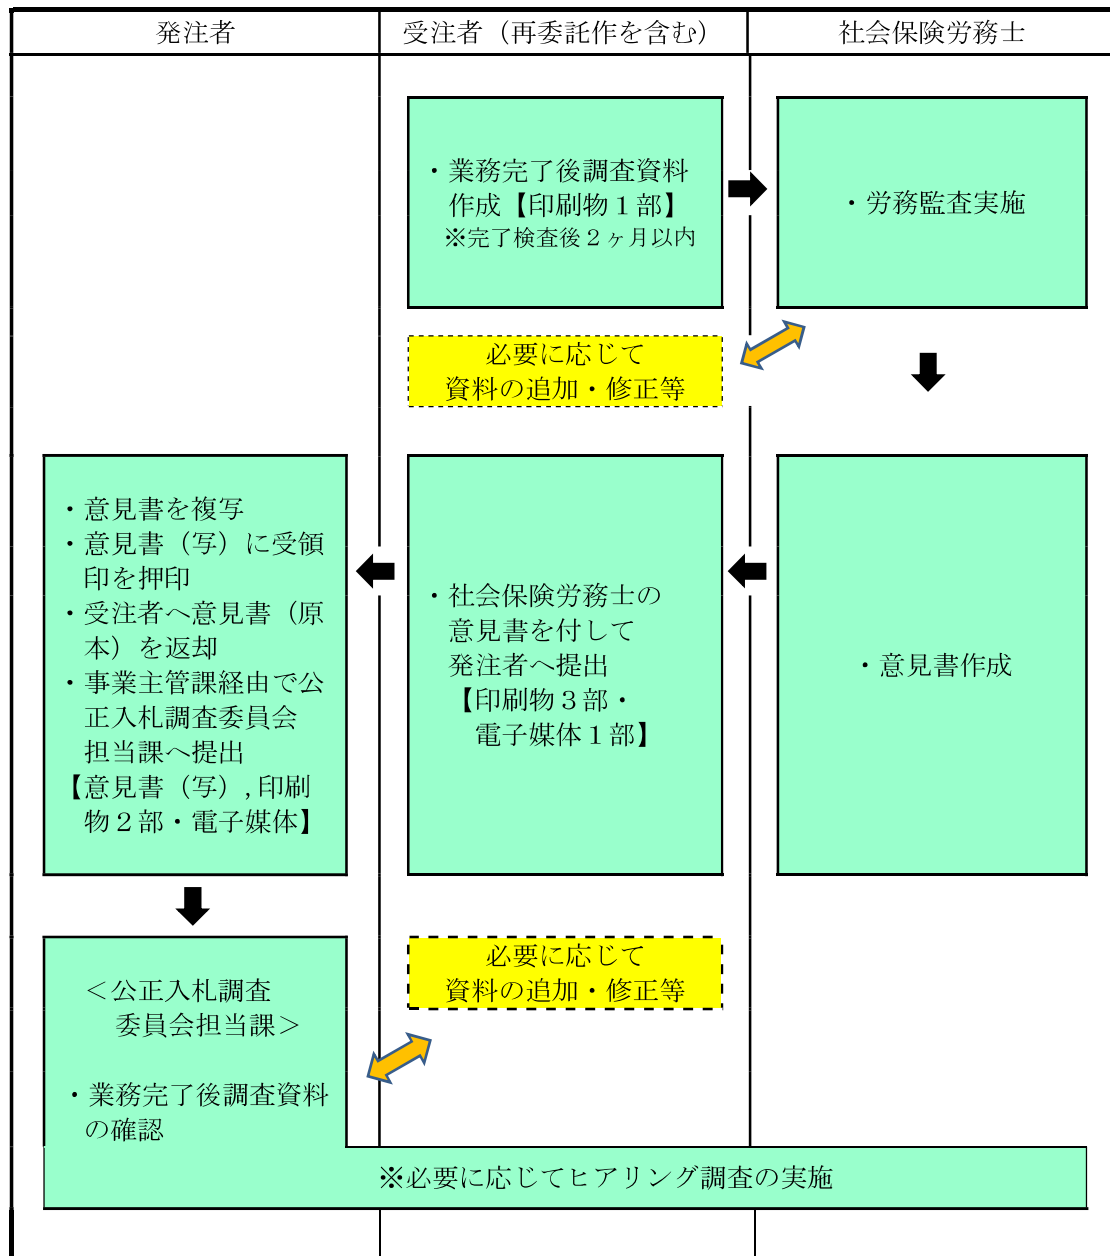 発注者
受注者（再委託作を含む）
社会保険労務士
・業務完了後調査資料
作成【印刷物１部】
※完了検査後２ヶ月以内
・労務監査実施
必要に応じて
資料の追加・修正等
・意見書を複写
・意見書（写）に受領
印を押印
・受注者へ意見書（原
本）を返却
・事業主管課経由で公
正入札調査委員会
担当課へ提出
【意見書（写）,印刷
物２部・電子媒体】
・社会保険労務士の
意見書を付して
発注者へ提出
【印刷物３部・
電子媒体１部】
・意見書作成
＜公正入札調査
委員会担当課＞
・業務完了後調査資料
の確認
必要に応じて
資料の追加・修正等
※必要に応じてヒアリング調査の実施